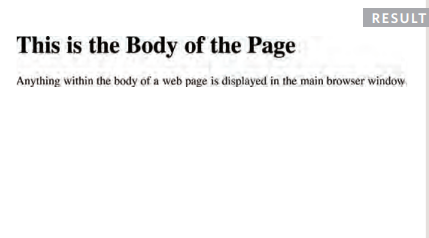 RESULT
This is the Body of the Page
Anything within the body of a web page is displayed in the main browser window.